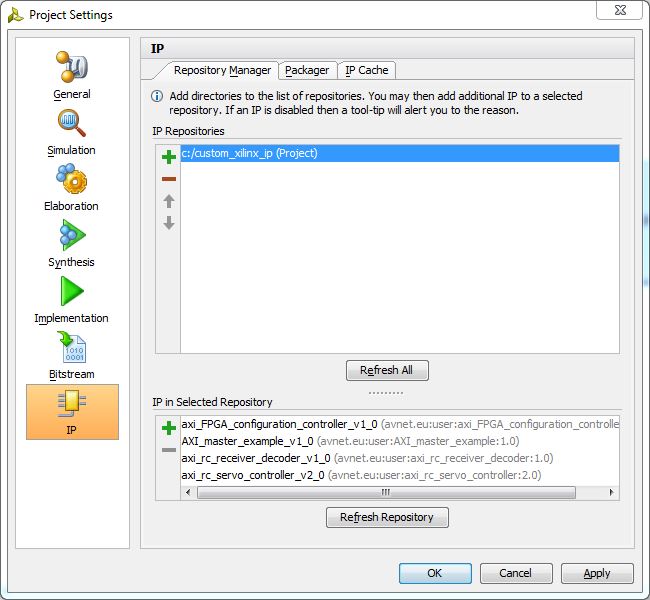 Project Settings
General
Simulation
Elaboration
Synthesis
Implementation
1010
0001
Bitstream
IP
IP
Repository Manager Packager IP Cache
Add directories to the list of repositories. You may then add additional IP to a selected
repository. If an IP is disabled then a tool-tip will alert you to the reason.
IP Repositories
c:/custom_xilinx_ip (Project)
Refresh All
IP in Selected Repository
axi_FPGA_configuration_controller_v1_0 (avnet.eu:user:axi_FPGA_configuration_controlle
AXI_master_example_v1_0 (avnet.eu:user:AXI_master_example:1.0)
axi_rc_receiver_decoder_v1_0 (avnet.eu:user:axi_rc_receiver_decoder:1.0)
axi_rc_servo_controller_v2_0 (avnet.eu:user:axi_rc_servo_controller:2.0)
Refresh Repository
OK Cancel Apply